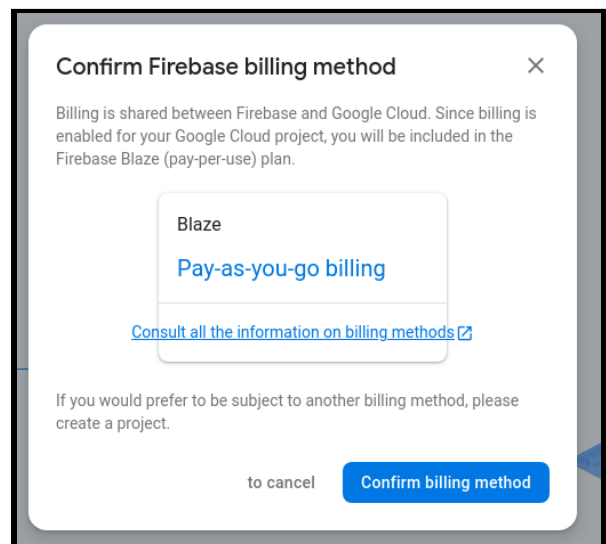 Confirm Firebase billing method
Billing is shared between Firebase and Google Cloud. Since billing is
enabled for your Google Cloud project, you will be included in the
Firebase Blaze (pay-per-use) plan.
Blaze
Pay-as-you-go billing
Consult all the information on billing methods
If you would prefer to be subject to another billing method, please
create a project.
to cancel
Confirm billing method